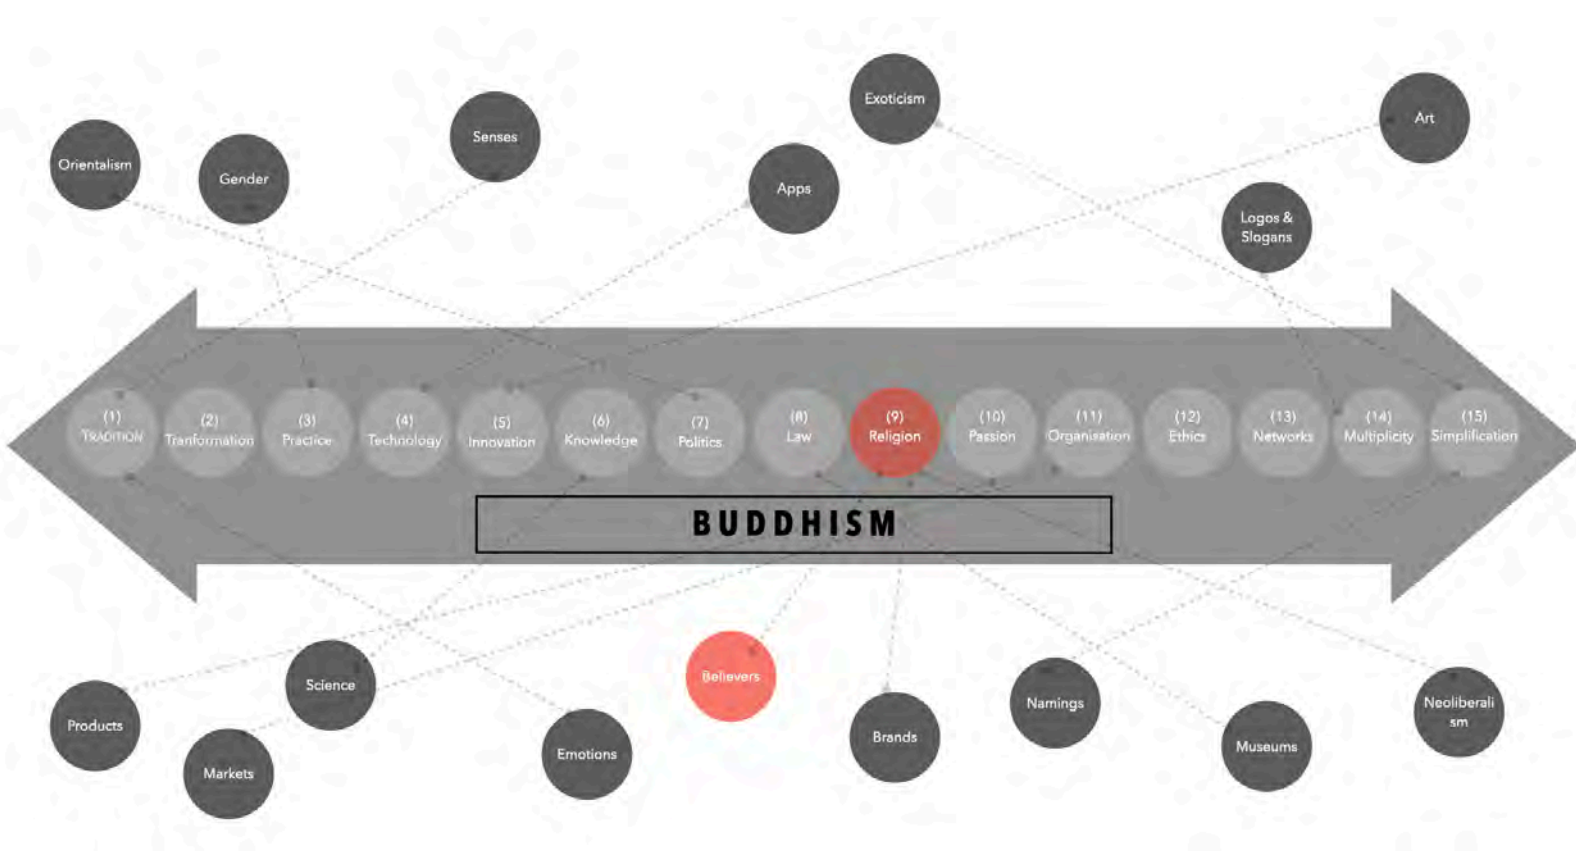 Exoticism
Art
Senses
Orientalism
Gender
Apps
Logos &
Slogans
(1)
TRADITION
(2)
Tranformation
(3)
Practice
(4)
Technology
(5)
Innovation
(6)
Knowledge
(7)
Politics
(8)
Law
(9)
Religion
(10)
Passion
(11)
Organisation
(12)
Ethics
(13)
Networks
(14)
Multiplicity
(15)
Simplification
BUDDHISM
Believers
Science
Namings
Neoliberali
sm
Products
Brands
Museums
Emotions
Markets